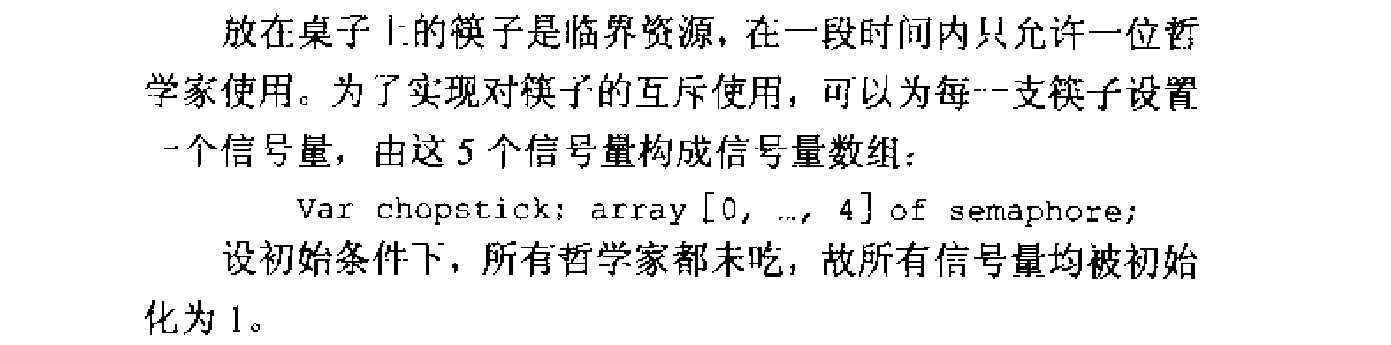 放在桌子上的筷子是临界资源，在一段时间内只允许一位哲
学家使用。为了实现对筷子的互斥使用，可以为每一支筷子设置
一个信号量，由这 5 个信号量构成信号量数组：
Var chopstick: array [0, …, 4] of semaphore;
设初始条件下，所有哲学家都未吃，故所有信号量均被初始
化为 1。